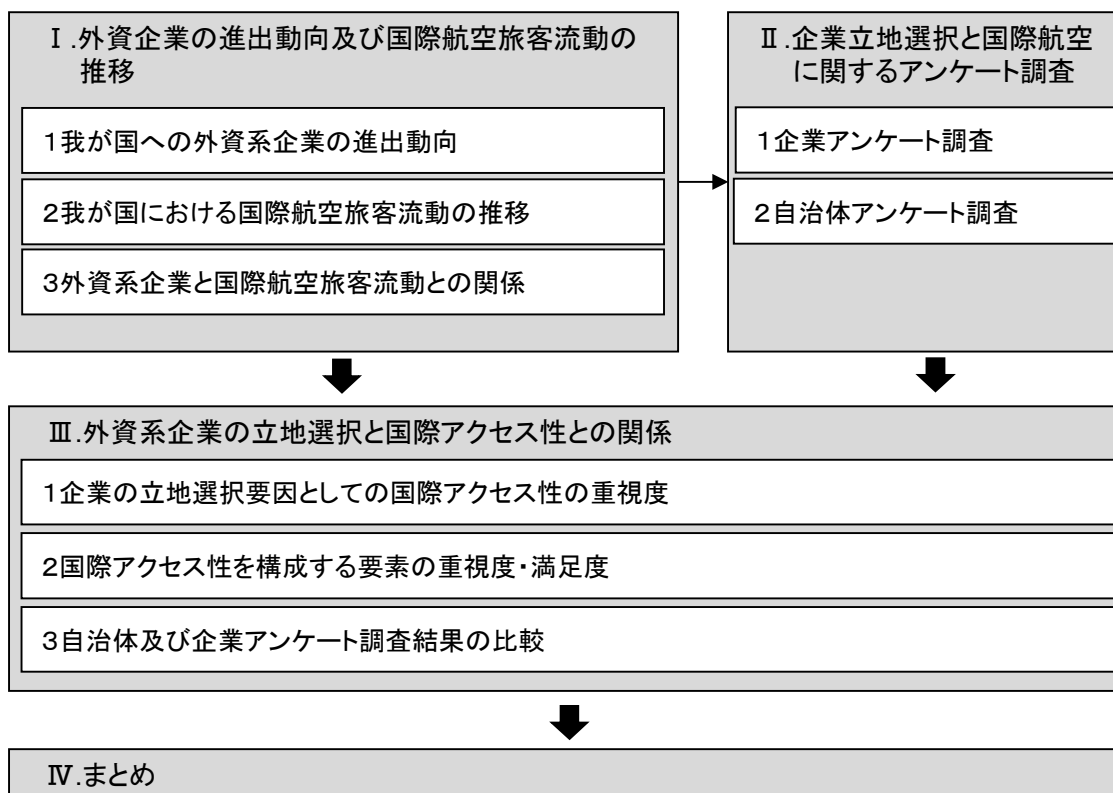 Ⅰ.外資企業の進出動向及び国際航空旅客流動の
推移
1我が国への外資系企業の進出動向
2我が国における国際航空旅客流動の推移
3外資系企業と国際航空旅客流動との関係
Ⅱ.企業立地選択と国際航空
に関するアンケート調査
1企業アンケート調査
2自治体アンケート調査
Ⅲ.外資系企業の立地選択と国際アクセス性との関係
1企業の立地選択要因としての国際アクセス性の重視度
2国際アクセス性を構成する要素の重視度・満足度
3自治体及び企業アンケート調査結果の比較
Ⅳ.まとめ